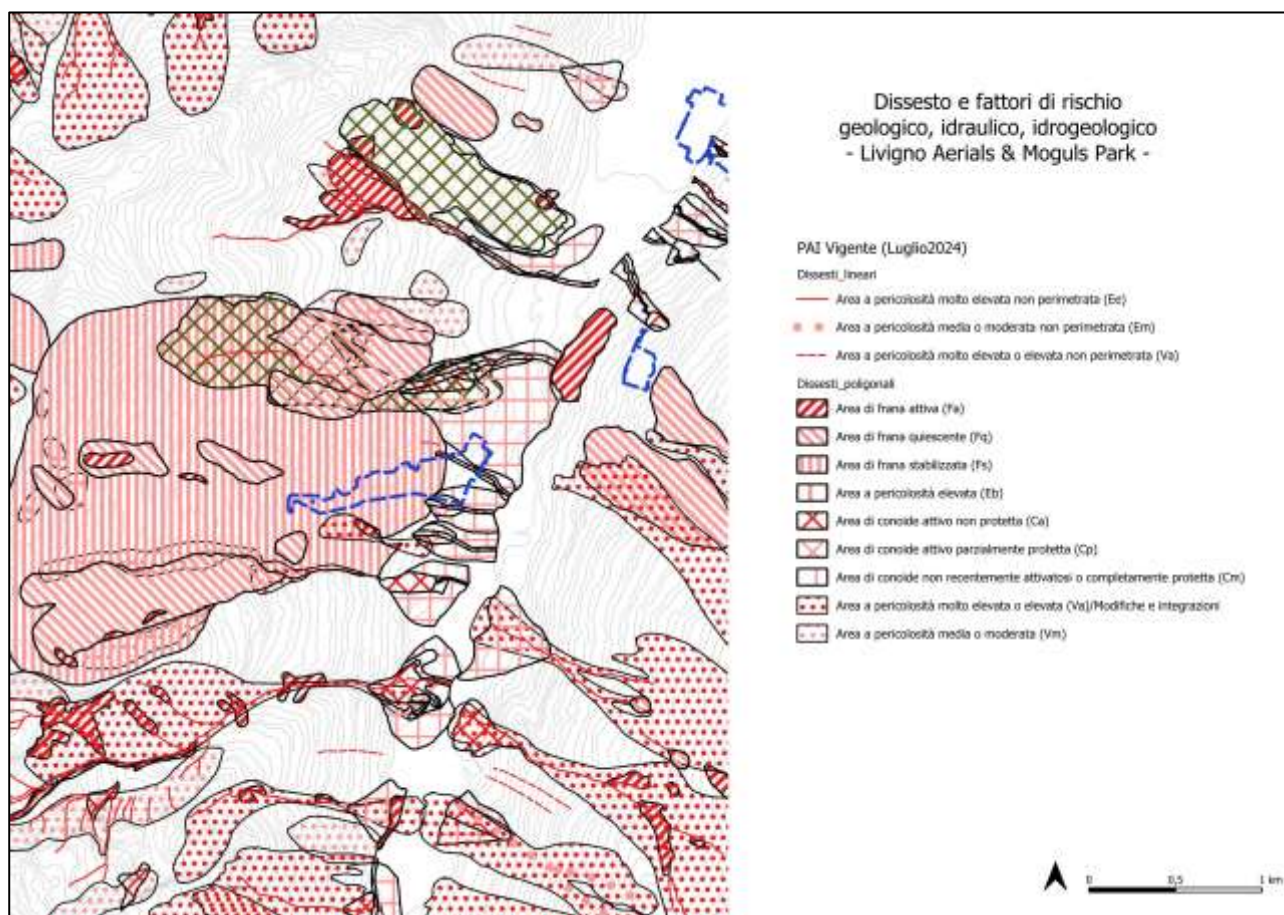 Dissesto e fattori di rischio
geologico, idraulico, idrogeologico
- Livigno Aerials & Moguls Park -
PAI Vigente (Luglio2024)
Dissesti_lineari
Area a pericolosità molto elevata non perimetrata (Ee)
Area a pericolosità media o moderata non perimetrata (Em)
Area a pericolosità molto elevata o elevata non perimetrata (Va)
Dissesti_poligonali
Area di frana attiva (Fa)
Area di frana quiescente (Fq)
Area di frana stabilizzata (Fs)
Area a pericolosità elevata (Eb)
Area di conoide attivo non protetta (Ca)
Area di conoide attivo parzialmente protetta (Cp)
Area di conoide non recentemente attivatosi o completamente protetta (Cm)
Area a pericolosità molto elevata o elevata (Va)/Modifiche e integrazioni
Area a pericolosità media o moderata (Vm)
0 0,5 1 km